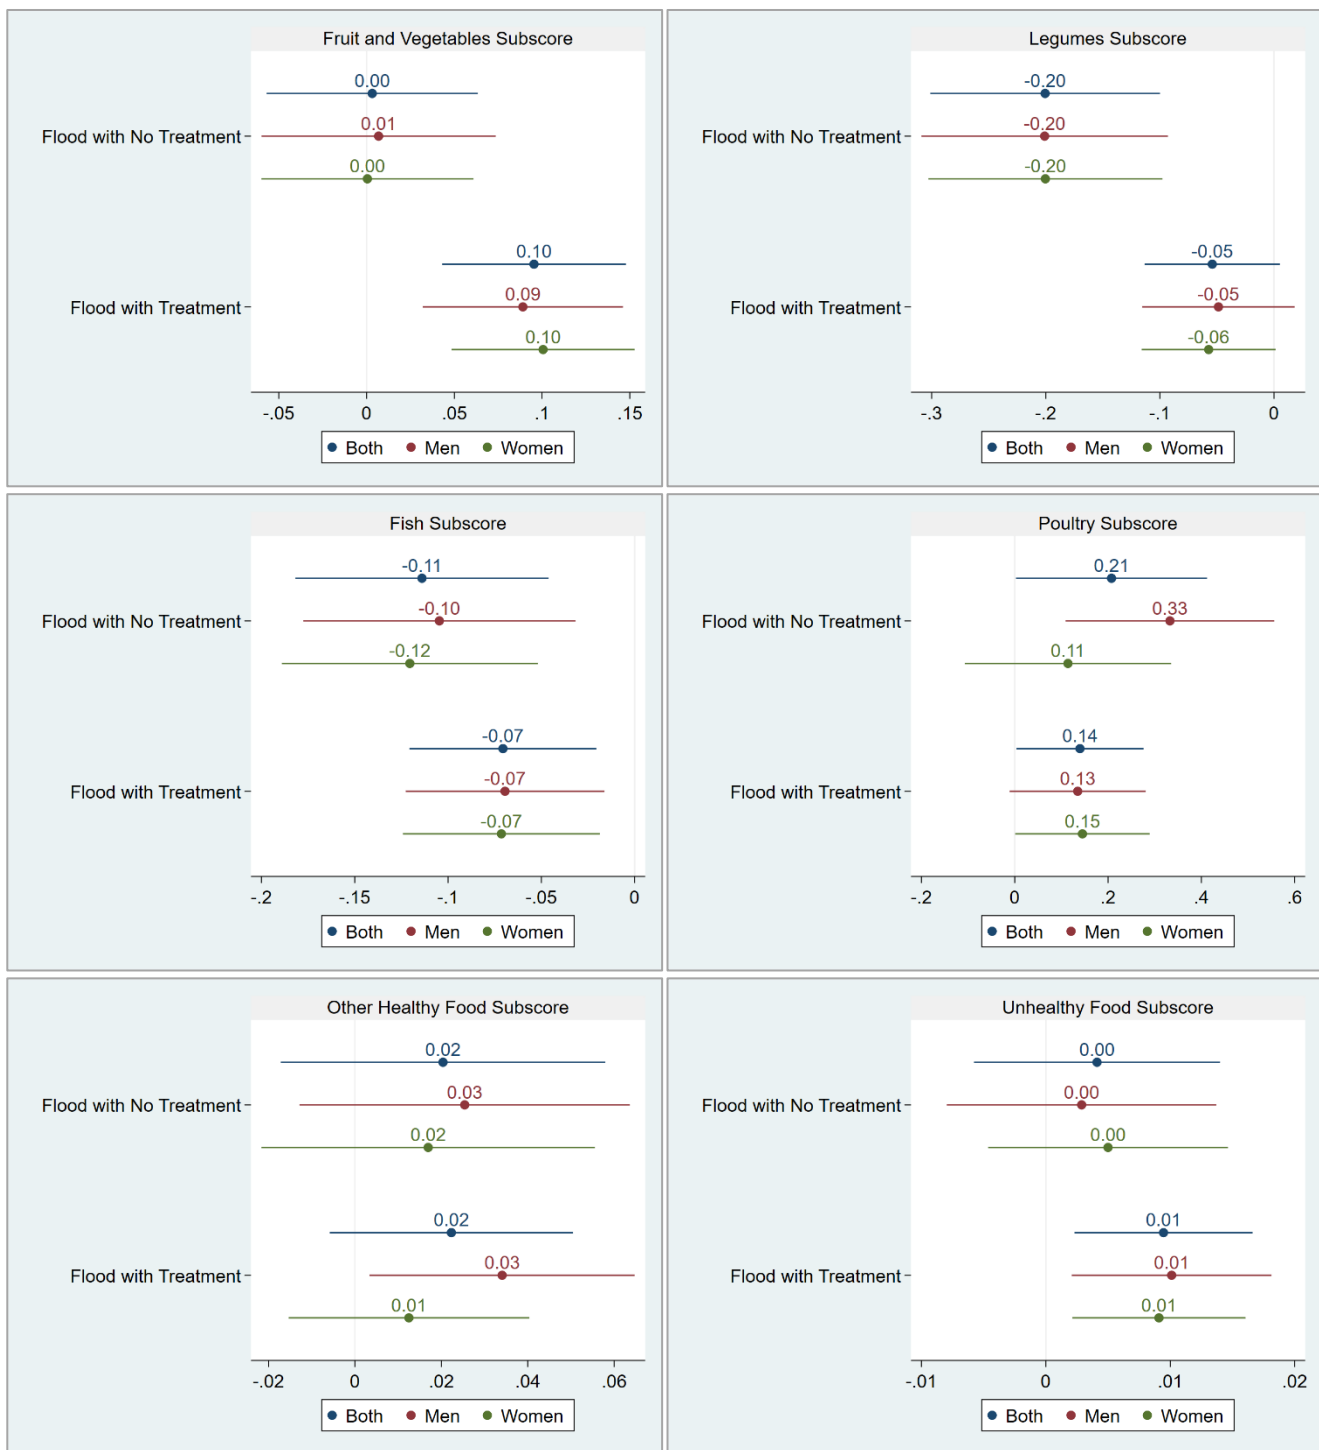 Fruit and Vegetables Subscore
0.00
Flood with No Treatment
0.01
0.00
0.10
Flood with Treatment
0.09
0.10
-.05 0 .05 .1 .15
Both Men Women
Legumes Subscore
-0.20
Flood with No Treatment
-0.20
-0.20
-0.05
Flood with Treatment
-0.05
-0.06
-.3 -.2 -.1 0
Both Men Women
Fish Subscore
-0.11
Flood with No Treatment
-0.10
-0.12
-0.07
Flood with Treatment
-0.07
-0.07
-.2 -.15 -.1 -.05 0
Both Men Women
Poultry Subscore
0.21
Flood with No Treatment
0.33
0.11
0.14
Flood with Treatment
0.13
0.15
-.2 0 .2 .4 .6
Both Men Women
Other Healthy Food Subscore
0.02
Flood with No Treatment
0.03
0.02
0.02
Flood with Treatment
0.03
0.01
-.02 0 .02 .04 .06
Both Men Women
Unhealthy Food Subscore
0.00
Flood with No Treatment
0.00
0.00
0.01
Flood with Treatment
0.01
0.01
-.01 0 .01 .02
Both Men Women